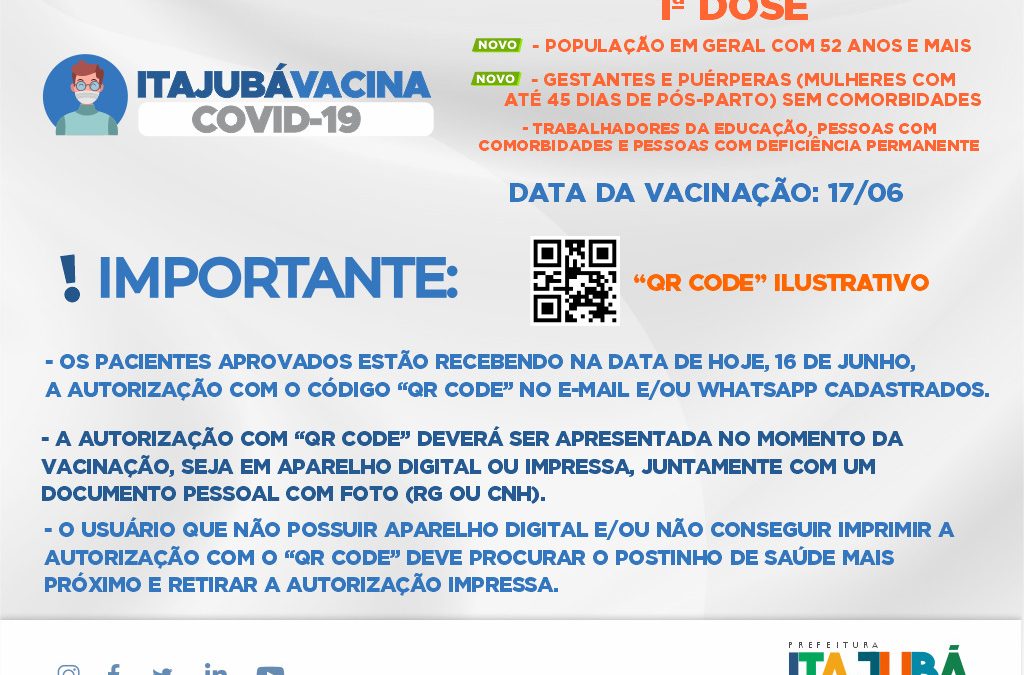 1ª DOSE
NOVO - POPULAÇÃO EM GERAL COM 52 ANOS E MAIS
NOVO - GESTANTES E PUÉRPERAS (MULHERES COM
ATÉ 45 DIAS DE PÓS-PARTO) SEM COMORBIDADES
- TRABALHADORES DA EDUCAÇÃO, PESSOAS COM
COMORBIDADES E PESSOAS COM DEFICIÊNCIA PERMANENTE
ITAJUBÁVACINA
COVID-19
DATA DA VACINAÇÃO: 17/06
! IMPORTANTE:
“QR CODE” ILUSTRATIVO
- OS PACIENTES APROVADOS ESTÃO RECEBENDO NA DATA DE HOJE, 16 DE JUNHO,
A AUTORIZAÇÃO COM O CÓDIGO “QR CODE” NO E-MAIL E/OU WHATSAPP CADASTRADOS.
- A AUTORIZAÇÃO COM “QR CODE” DEVERÁ SER APRESENTADA NO MOMENTO DA
VACINAÇÃO, SEJA EM APARELHO DIGITAL OU IMPRESSA, JUNTAMENTE COM UM
DOCUMENTO PESSOAL COM FOTO (RG OU CNH).
- O USUÁRIO QUE NÃO POSSUIR APARELHO DIGITAL E/OU NÃO CONSEGUIR IMPRIMIR A
AUTORIZAÇÃO COM O “QR CODE” DEVE PROCURAR O POSTINHO DE SAÚDE MAIS
PRÓXIMO E RETIRAR A AUTORIZAÇÃO IMPRESSA.
PREFEITURA
ITAJUBÁ